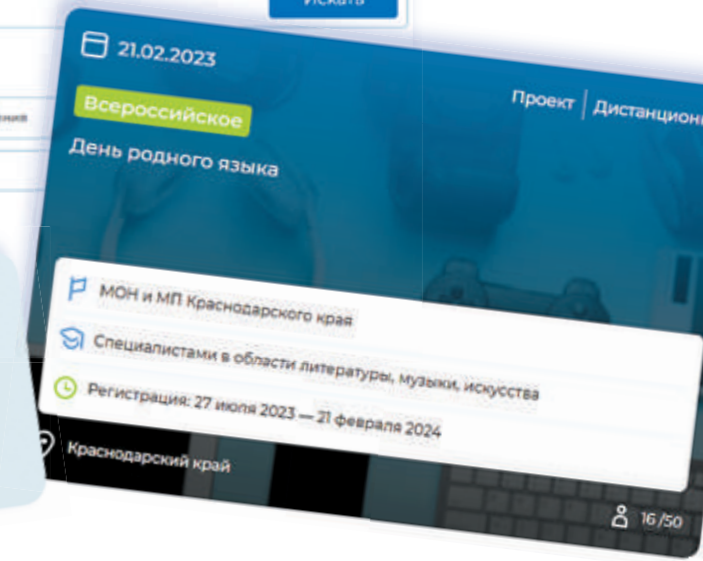 Искать
21.02.2023
Проект | Дистанционн
Всероссийское
День родного языка
МОН и МП Краснодарского края
Специалистами в области литературы, музыки, искусства
Регистрация: 27 июля 2023 — 21 февраля 2024
Краснодарский край
16/50